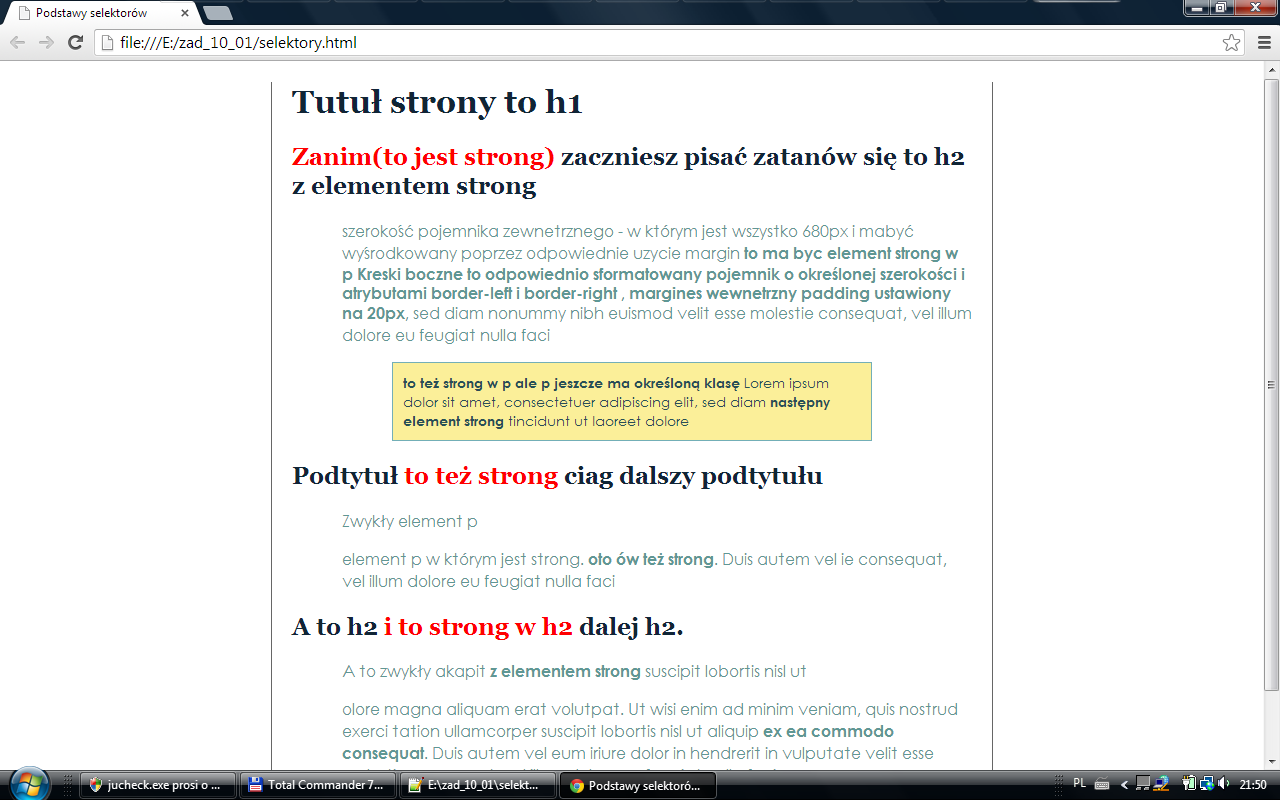 Podstawy selektorów
file:///E:/zad_10_01/selektory.html
Tutuł strony to h1
Zanim(to jest strong) zaczniesz pisać zatanów się to h2
z elementem strong
szerokość pojemnika zewnetrznego - w którym jest wszystko 680px i mabyć
wyśrodkowany poprzez odpowiednie uzycie margin to ma byc element strong w
p Kreski boczne to odpowiednio sformatowany pojemnik o określonej szerokości i
atrybutami border-left i border-right , margines wewnetrzny padding ustawiony
na 20px, sed diam nonummy nibh euismod velit esse molestie consequat, vel illum
dolore eu feugiat nulla faci
to też strong w p ale p jeszcze ma określoną klasę Lorem ipsum
dolor sit amet, consectetuer adipiscing elit, sed diam następny
element strong tincidunt ut laoreet dolore
Podtytuł to też strong ciag dalszy podtytułu
Zwykły element p
element p w którym jest strong. oto ów też strong. Duis autem vel ie consequat,
vel illum dolore eu feugiat nulla faci
A to h2 i to strong w h2 dalej h2.
A to zwykły akapit z elementem strong suscipit lobortis nisl ut
olore magna aliquam erat volutpat. Ut wisi enim ad minim veniam, quis nostrud
exerci tation ullamcorper suscipit lobortis nisl ut aliquip ex ea commodo
consequat. Duis autem vel eum iriure dolor in hendrerit in vulputate velit esse
jucheck.exe prosi o ...
Total Commander 7...
E:\zad_10_01\selekt...
Podstawy selektoró...
PL
21:50